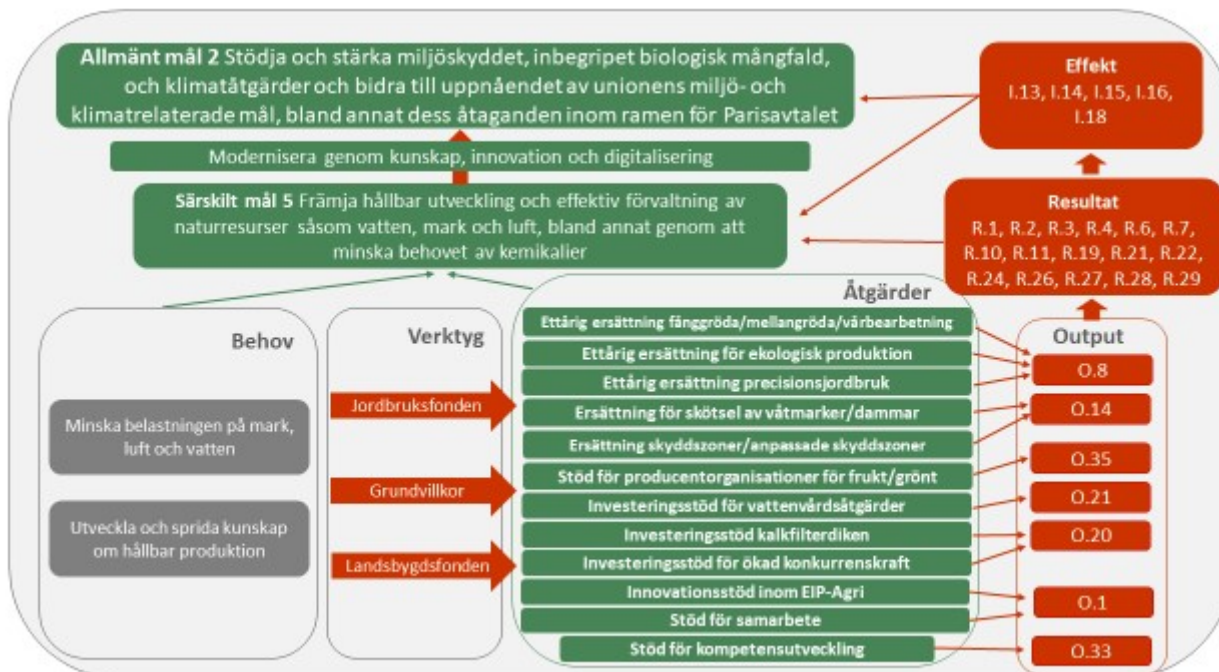 Allmänt mål 2 Stödja och stärka miljöskyddet, inbegripet biologisk mångfald,
och klimatåtgärder och bidra till uppnåendet av unionens miljö- och
klimatrelaterade mål, bland annat dess åtaganden inom ramen för Parisavtalet
Modernisera genom kunskap, innovation och digitalisering
Särskilt mål 5 Främja hållbar utveckling och effektiv förvaltning av
naturresurser såsom vatten, mark och luft, bland annat genom att
minska behovet av kemikalier
Effekt
I.13, I.14, I.15, I.16,
I.18
Resultat
R.1, R.2, R.3, R.4, R.6, R.7,
R.10, R.11, R.19, R.21, R.22,
R.24, R.26, R.27, R.28, R.29
Behov
Minska belastningen på mark,
luft och vatten
Utveckla och sprida kunskap
om hållbar produktion
Verktyg
Jordbruksfonden
Grundvillkor
Landsbygdsfonden
Åtgärder
Ettårig ersättning fånggröda/mellangröda/vårbearbetning
Ettårig ersättning för ekologisk produktion
Ettårig ersättning precisionsjordbruk
Ersättning för skötsel av våtmarker/dammar
Ersättning skyddszoner/anpassade skyddszoner
Stöd för producentorganisationer för frukt/grönt
Investeringsstöd för vattenvårdsåtgärder
Investeringsstöd kalkfilterdiken
Investeringsstöd för ökad konkurrenskraft
Innovationsstöd inom EIP-Agri
Stöd för samarbete
Stöd för kompetensutveckling
Output
O.8
O.14
O.35
O.21
O.20
O.1
O.33